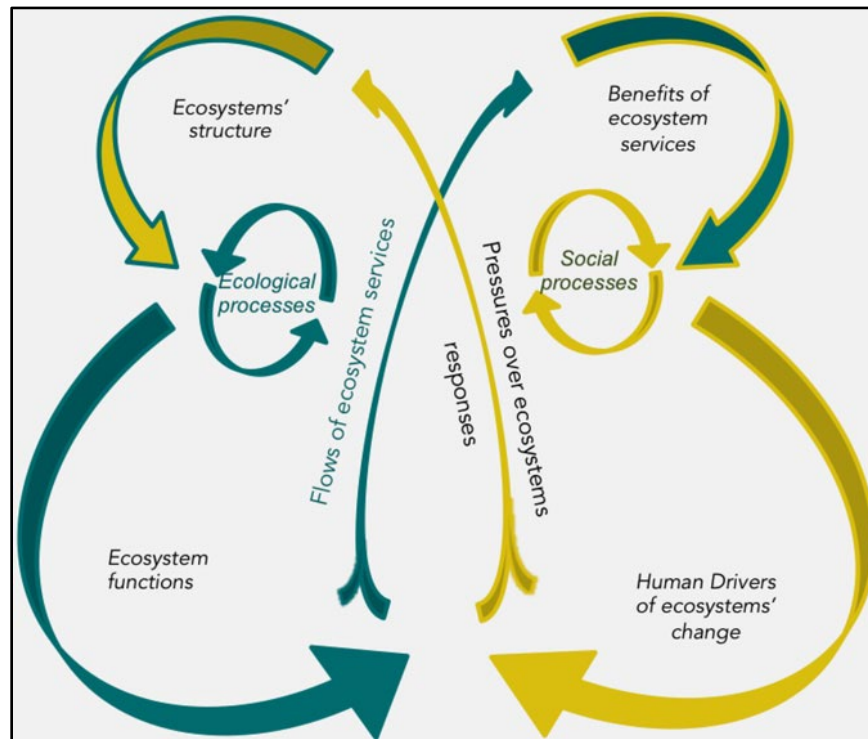 Ecosystems'
structure
Benefits of
ecosystem
services
Ecological
processes
Social
processes
Flows of ecosystem services
Pressures over ecosystems
responses
Ecosystem
functions
Human Drivers
of ecosystems'
change